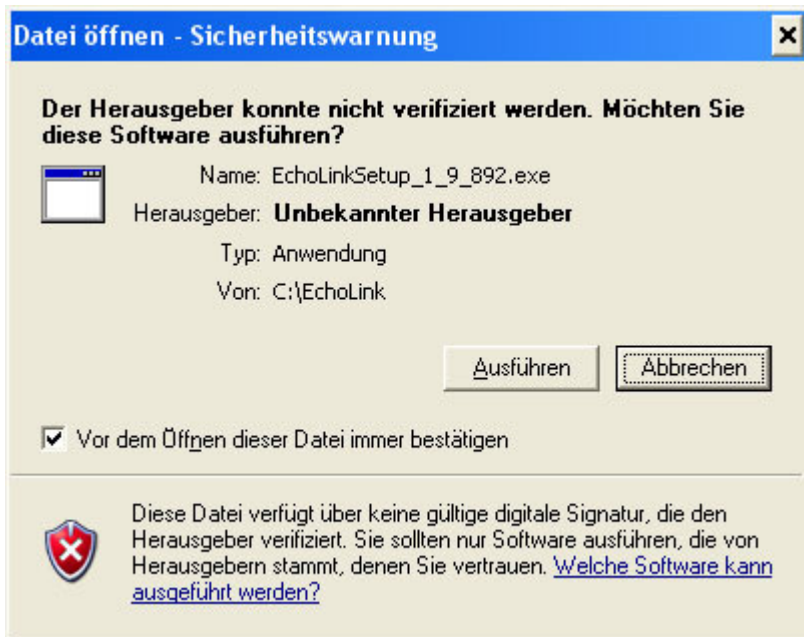 Datei öffnen - Sicherheitswarnung
Der Herausgeber konnte nicht verifiziert werden. Möchten Sie
diese Software ausführen?
Name: EchoLinkSetup_1_9_892.exe
Herausgeber: Unbekannter Herausgeber
Typ: Anwendung
Von: C:\EchoLink
Ausführen Abbrechen
Vor dem Öffnen dieser Datei immer bestätigen
Diese Datei verfügt über keine gültige digitale Signatur, die den
Herausgeber verifiziert. Sie sollten nur Software ausführen, die von
Herausgebern stammt, denen Sie vertrauen. Welche Software kann
ausgeführt werden?